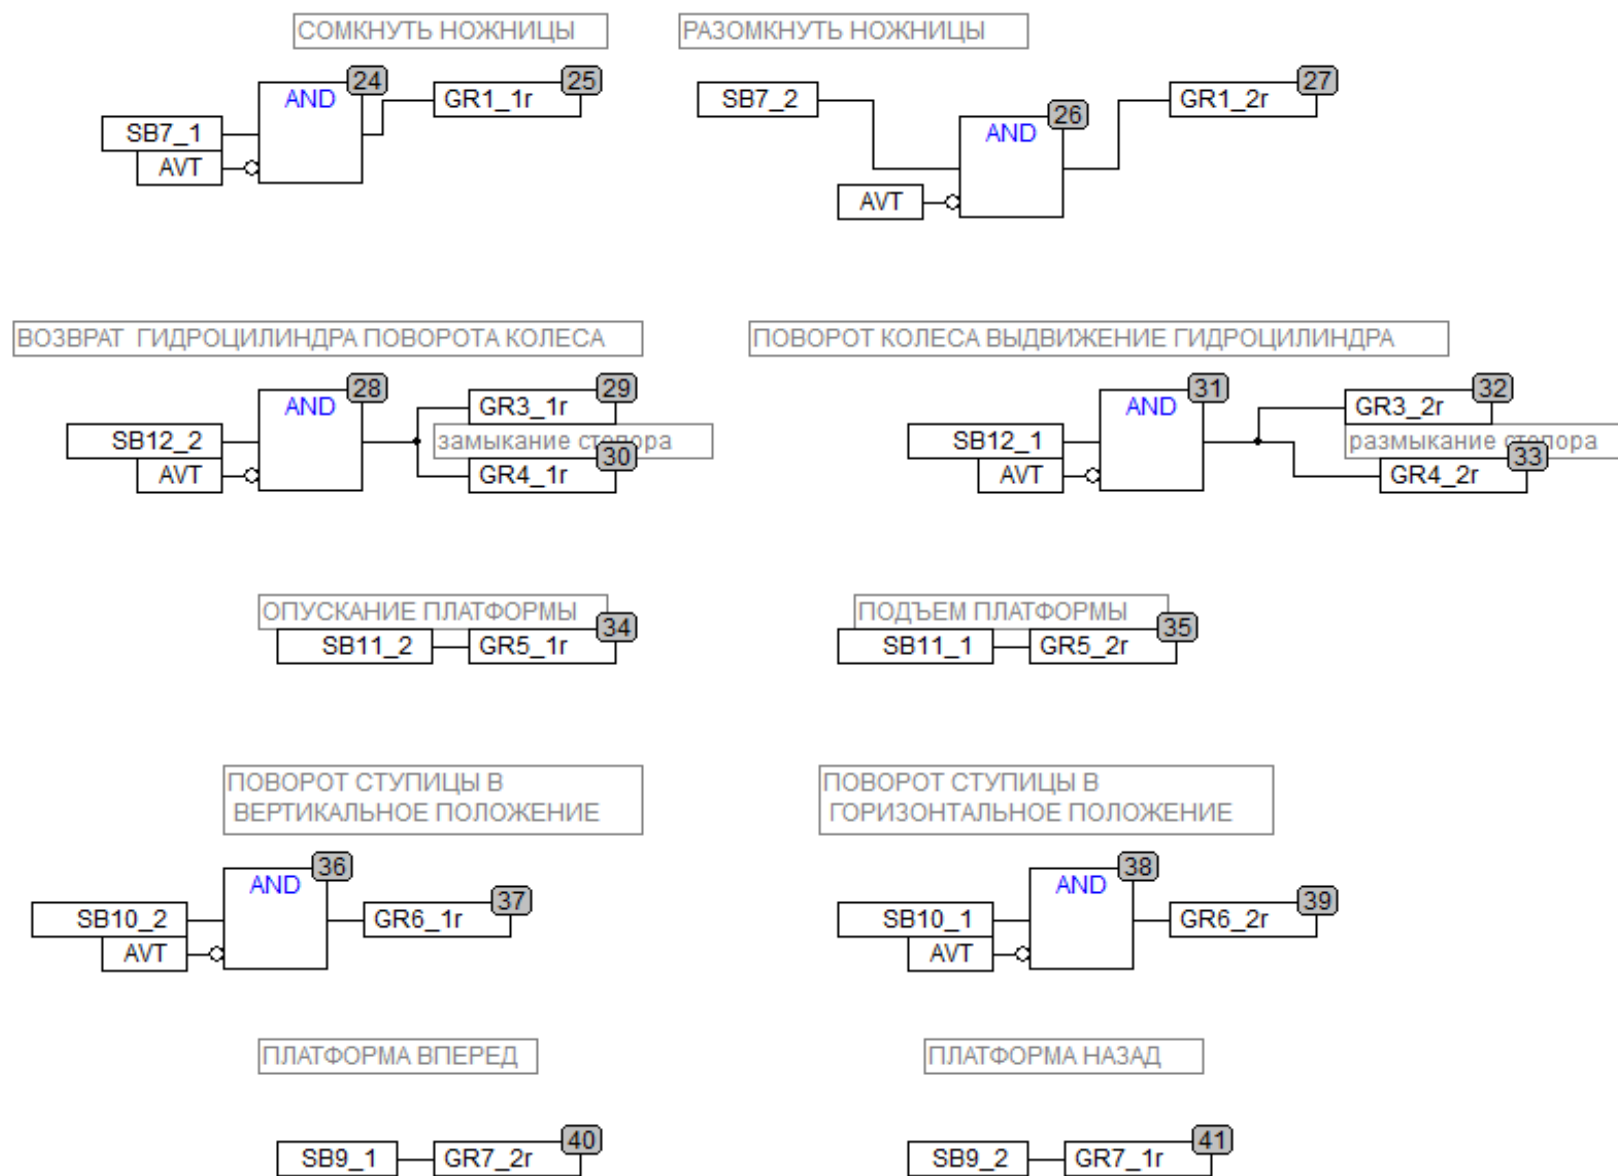 СОМКНУТЬ НОЖНИЦЫ
РАЗОМКНУТЬ НОЖНИЦЫ
24
AND
25
GR1_1r
SB7_1
AVT
SB7_2
26
AND
27
GR1_2r
AVT
ВОЗВРАТ ГИДРОЦИЛИНДРА ПОВОРОТА КОЛЕСА
ПОВОРОТ КОЛЕСА ВЫДВИЖЕНИЕ ГИДРОЦИЛИНДРА
28
AND
29
GR3_1r
SB12_2
замыкание стопора
AVT
30
GR4_1r
31
AND
32
GR3_2r
SB12_1
размыкание стопора
AVT
33
GR4_2r
ОПУСКАНИЕ ПЛАТФОРМЫ
34
SB11_2
GR5_1r
ПОДЪЕМ ПЛАТФОРМЫ
35
SB11_1
GR5_2r
ПОВОРОТ СТУПИЦЫ В
ВЕРТИКАЛЬНОЕ ПОЛОЖЕНИЕ
ПОВОРОТ СТУПИЦЫ В
ГОРИЗОНТАЛЬНОЕ ПОЛОЖЕНИЕ
36
AND
37
SB10_2
GR6_1r
AVT
38
AND
39
SB10_1
GR6_2r
AVT
ПЛАТФОРМА ВПЕРЕД
ПЛАТФОРМА НАЗАД
40
SB9_1
GR7_2r
41
SB9_2
GR7_1r